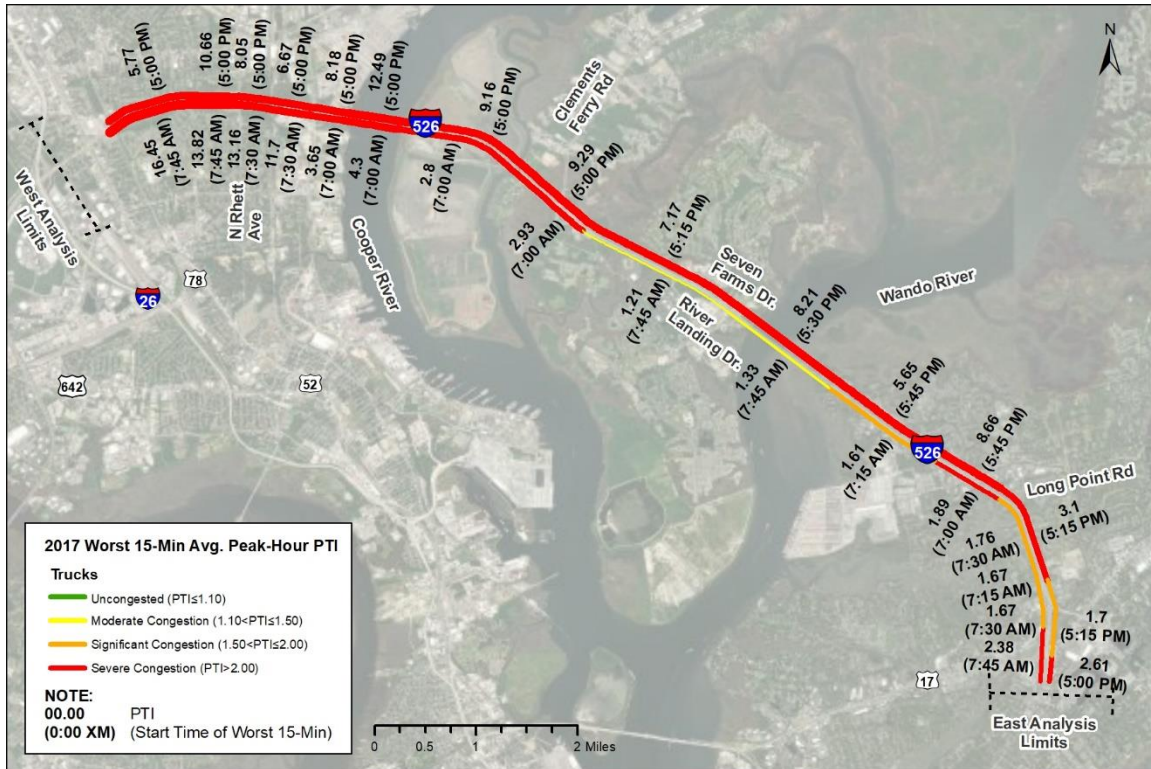 5.77
(5:00 PM)
10.66
(5:00 PM)
8.05
(5:00 PM)
6.67
(5:00 PM)
8.18
(5:00 PM)
12.49
(5:00 PM)
9.16
(5:00 PM)
Clements
Ferry Rd
N
526
16.45
(7:45 AM)
13.82
(7:45 AM)
13.16
(7:30 AM)
11.7
(7:30 AM)
3.65
(7:00 AM)
4.3
(7:00 AM)
2.8
(7:00 AM)
9.29
(5:00 PM)
West Analysis
Limits
N Rhett
Ave
Cooper River
2.93
(7:00 AM)
7.17
(5:15 PM)
Seven
Farms Dr.
78
26
1.21
(7:45 AM)
River
Landing Dr.
8.21
(5:30 PM)
Wando River
642
52
1.33
(7:45 AM)
5.65
(5:45 PM)
526
8.66
(5:45 PM)
1.61
(7:15 AM)
Long Point Rd
1.89
(7:00 AM)
3.1
(5:15 PM)
1.76
(7:30 AM)
1.67
(7:15 AM)
1.67
(7:30 AM)
1.7
(5:15 PM)
2.38
(7:45 AM)
2.61
(5:00 PM)
17
East Analysis
Limits
2017 Worst 15-Min Avg. Peak-Hour PTI
Trucks
Uncongested (PTI≤1.10)
Moderate Congestion (1.10<PTI≤1.50)
Significant Congestion (1.50<PTI≤2.00)
Severe Congestion (PTI>2.00)
NOTE:
00.00 PTI
(0:00 XM) (Start Time of Worst 15-Min)
0 0.5 1 2 Miles